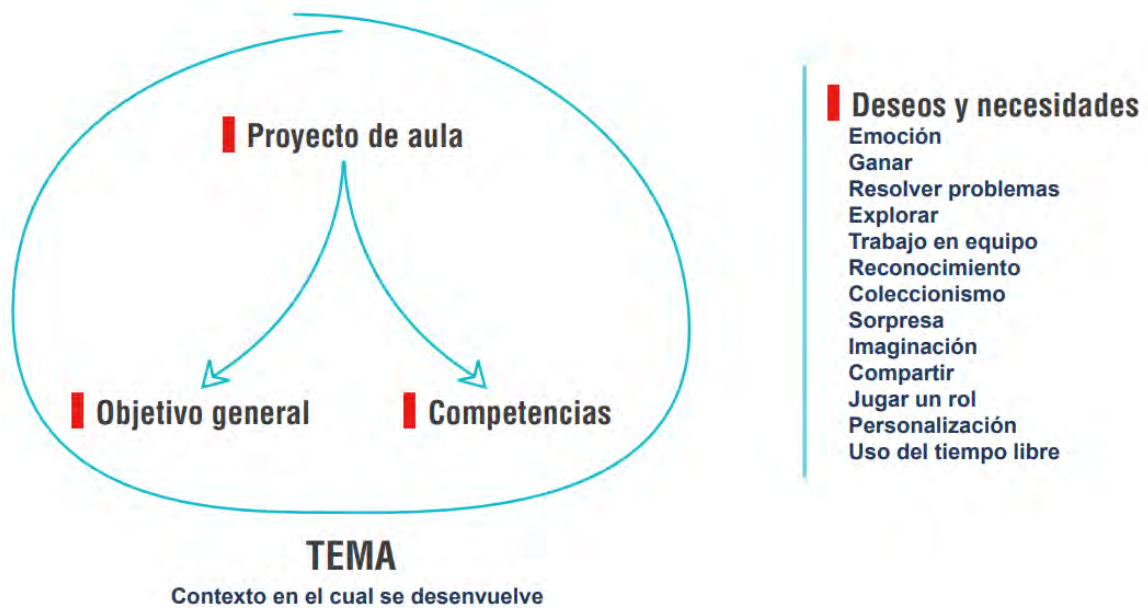 Proyecto de aula
Objetivo general
Competencias
TEMA
Contexto en el cual se desenvuelve
Deseos y necesidades
Emoción
Ganar
Resolver problemas
Explorar
Trabajo en equipo
Reconocimiento
Coleccionismo
Sorpresa
Imaginación
Compartir
Jugar un rol
Personalización
Uso del tiempo libre